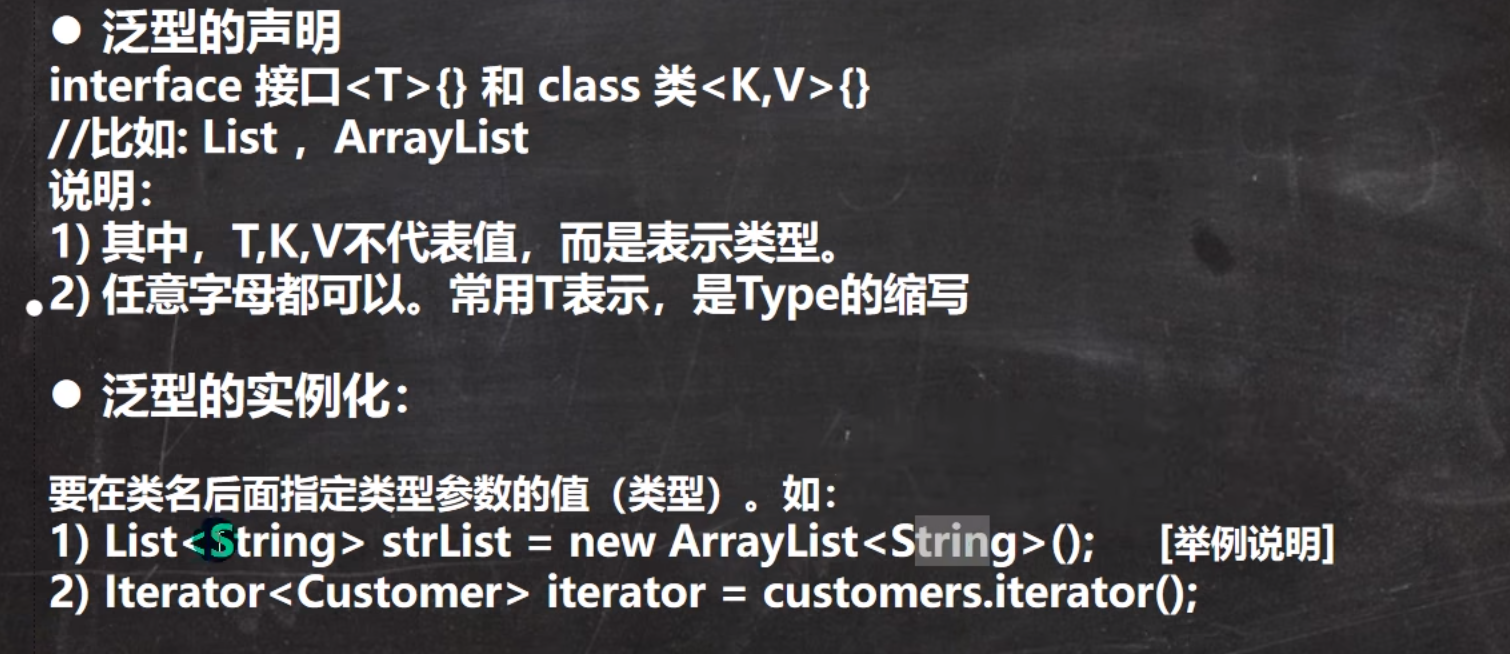 ● 泛型的声明
interface 接口<T>{} 和 class 类<K,V>{}
//比如: List ，ArrayList
说明：
1) 其中，T,K,V不代表值，而是表示类型。
2) 任意字母都可以。常用T表示，是Type的缩写
● 泛型的实例化：
要在类名后面指定类型参数的值（类型）。如：
1) List<String> strList = new ArrayList<String>(); [举例说明]
2) Iterator<Customer> iterator = customers.iterator();